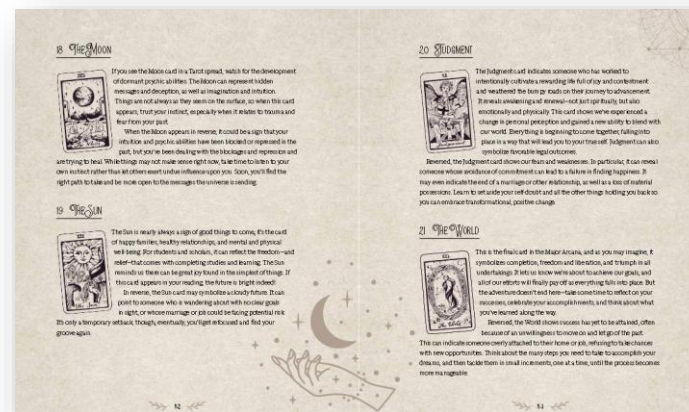 18 The Moon
If you see the Moon card in a Tarot spread, watch for the development
of dormant psychic abilities. The Moon can represent hidden
messages and deception, as well as imagination and intuition.
Things are not always as they seem on the surface, so when this card
appears, trust your instinct, especially when it relates to trauma and
fear from your past.
When the Moon appears in reverse, it could be a sign that your
intuition and psychic abilities have been blocked or repressed in the
past, but you've been dealing with the blockages and repression and
are trying to heal. While things may not make sense right now, take time to listen to your
own instinct rather than let others exert undue influence upon you. Soon, you'll find the
right path to take and be more open to the messages the universe is sending.
19 The Sun
The Sun is nearly always a sign of good things to come; it's the card
of happy families, healthy relationships, and mental and physical
well-being. For students and scholars, it can reflect the freedom—and
relief—that comes with completing studies and learning. The Sun
reminds us there can be great joy found in the simplest of things. If
this card appears in your reading, the future is bright indeed!
In reverse, the Sun card may symbolize a cloudy future. It can
point to someone who is wandering about with no clear goals
in sight, or whose marriage or job could be facing potential risk.
It's only a temporary setback, though; eventually, you'll get refocused and find your
groove again.
52
20 Judgment
The Judgment card indicates someone who has worked to
intentionally cultivate a rewarding life full of joy and contentment
and weathered the bumpy roads on their journey to advancement.
It reveals awakening and renewal—not just spiritually, but also
emotionally and physically. This card shows we've experienced a
change in personal perception and gained a new ability to blend with
our world. Everything is beginning to come together, falling into
place in a way that will lead you to your true self. Judgment can also
symbolize favorable legal outcomes.
Reversed, the Judgment card shows our fears and weaknesses. In particular, it can reveal
someone whose avoidance of commitment can lead to a failure in finding happiness. It
may even indicate the end of a marriage or other relationship, as well as a loss of material
possessions. Learn to set aside your self-doubt and all the other things holding you back so
you can embrace transformational, positive change.
21 The World
This is the final card in the Major Arcana, and as you may imagine, it
symbolizes completion, freedom and liberation, and triumph in all
undertakings. It lets us know we're about to achieve our goals, and
all of our efforts will finally pay off as everything falls into place. But
the adventure doesn't end here—take some time to reflect on your
successes, celebrate your accomplishments, and think about what
you've learned along the way.
Reversed, the World shows success has yet to be attained, often
because of an unwillingness to move on and let go of the past.
This can indicate someone overly attached to their home or job, refusing to take chances
with new opportunities. Think about the many steps you need to take to accomplish your
dreams, and then tackle them in small increments, one at a time, until the process becomes
more manageable.
53